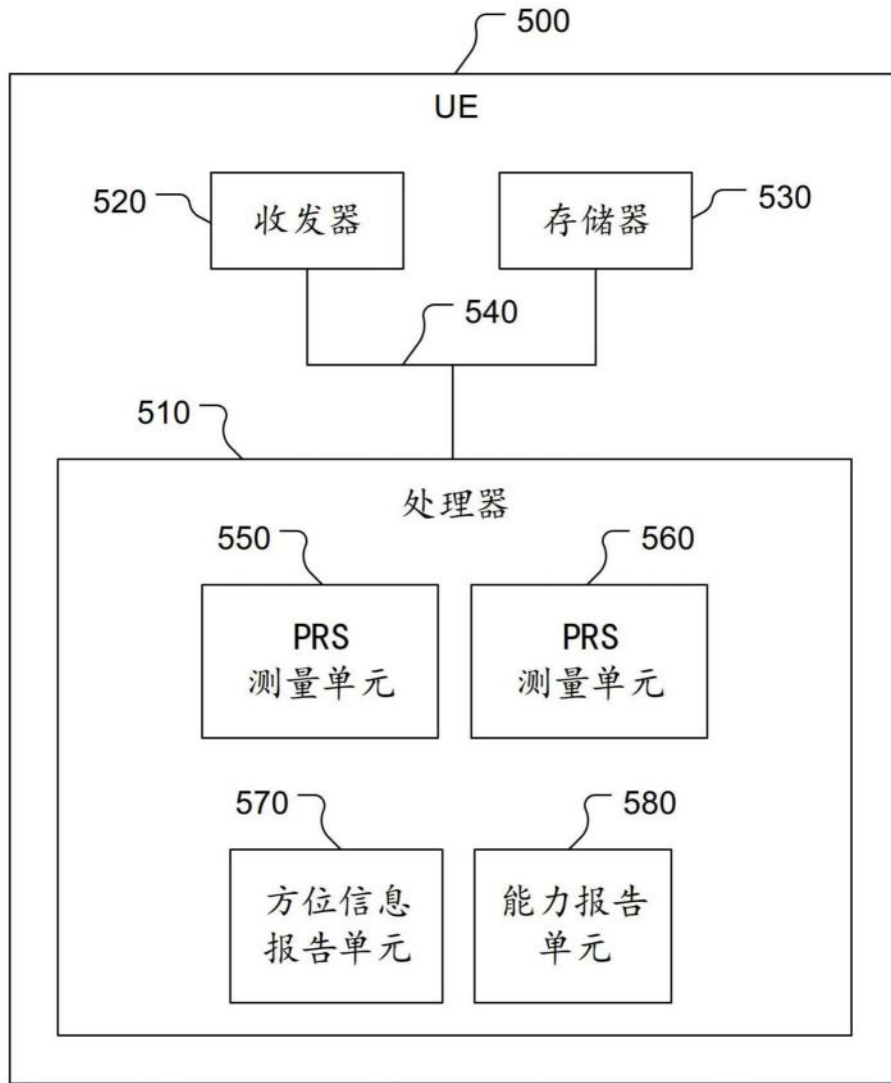 500
UE
520
收发器
存储器
530
540
510
处理器
550
560
PRS
测量单元
PRS
测量单元
570
580
方位信息
报告单元
能力报告
单元